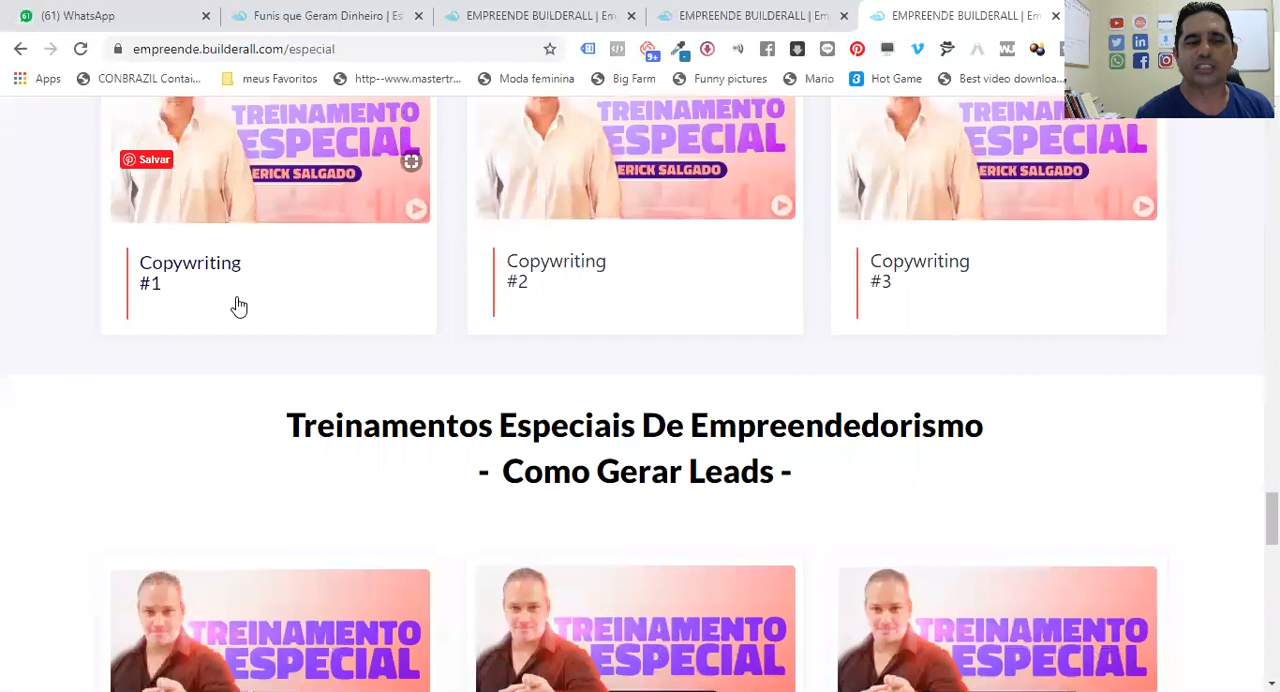 (61) WhatsApp
Funis que Geram Dinheiro | Es
EMPREENDE BUILDERALL | Em
EMPREENDE BUILDERALL | Em
EMPREENDE BUILDERALL | Em
empreende.builderall.com/especial
9+
Apps
CONBRAZIL Contai...
meus Favoritos
http--www.mastertr...
Moda feminina
Big Farm
Funny pictures
Mario
Hot Game
Best video downloa...
TREINAMENTO
ESPECIAL
ERICK SALGADO
Salvar
TREINAMENTO
ESPECIAL
ERICK SALGADO
TREINAMENTO
ESPECIAL
ERICK SALGADO
Copywriting
#1
Copywriting
#2
Copywriting
#3
Treinamentos Especiais De Empreendedorismo
- Como Gerar Leads -
TREINAMENTO
ESPECIAL
TREINAMENTO
ESPECIAL
TREINAMENTO
ESPECIAL